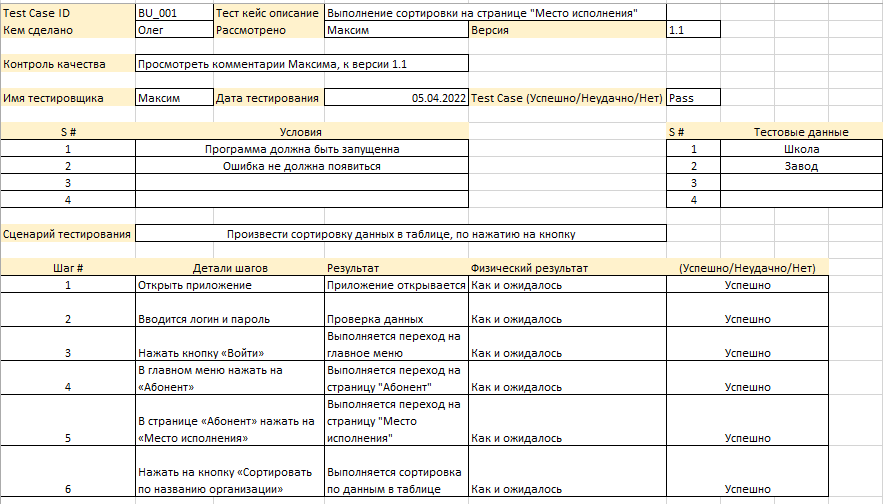 Test Case ID BU_001 Тест кейс описание Выполнение сортировки на странице "Место исполнения"
Кем сделано Олег Рассмотрено Максим Версия 1.1
Контроль качества Просмотреть комментарии Максима, к версии 1.1
Имя тестировщика Максим Дата тестирования 05.04.2022 Test Case (Успешно/Неудачно/Нет) Pass
S # Условия S # Тестовые данные
1 Программа должна быть запущенна 1 Школа
2 Ошибка не должна появиться 2 Завод
3 3
4 4
Сценарий тестирования Произвести сортировку данных в таблице, по нажатию на кнопку
Шаг # Детали шагов Результат Физический результат (Успешно/Неудачно/Нет)
1 Открыть приложение Приложение открывается Как и ожидалось Успешно
2 Вводится логин и пароль Проверка данных Как и ожидалось Успешно
Выполняется переход на
3 Нажать кнопку «Войти» главное меню Как и ожидалось Успешно
В главном меню нажать на Выполняется переход на
4 «Абонент» страницу "Абонент" Как и ожидалось Успешно
Выполняется переход на
В странице «Абонент» нажать на страницу "Место
5 «Место исполнения» исполнения" Как и ожидалось Успешно
Нажать на кнопку «Сортировать Выполняется сортировка
6 по названию организации» по данным в таблице Как и ожидалось Успешно